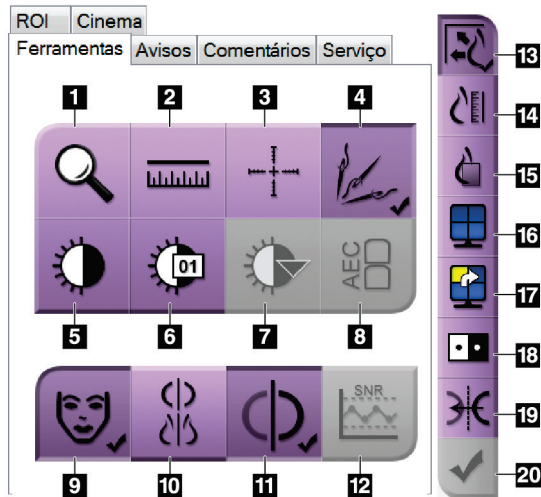 ROI Cinema
Ferramentas Avisos Comentários Serviço
1 2 3 4
01
AEC
5 6 7 8
SNR
9 10 11 12
13
14
15
16
17
18
19
20